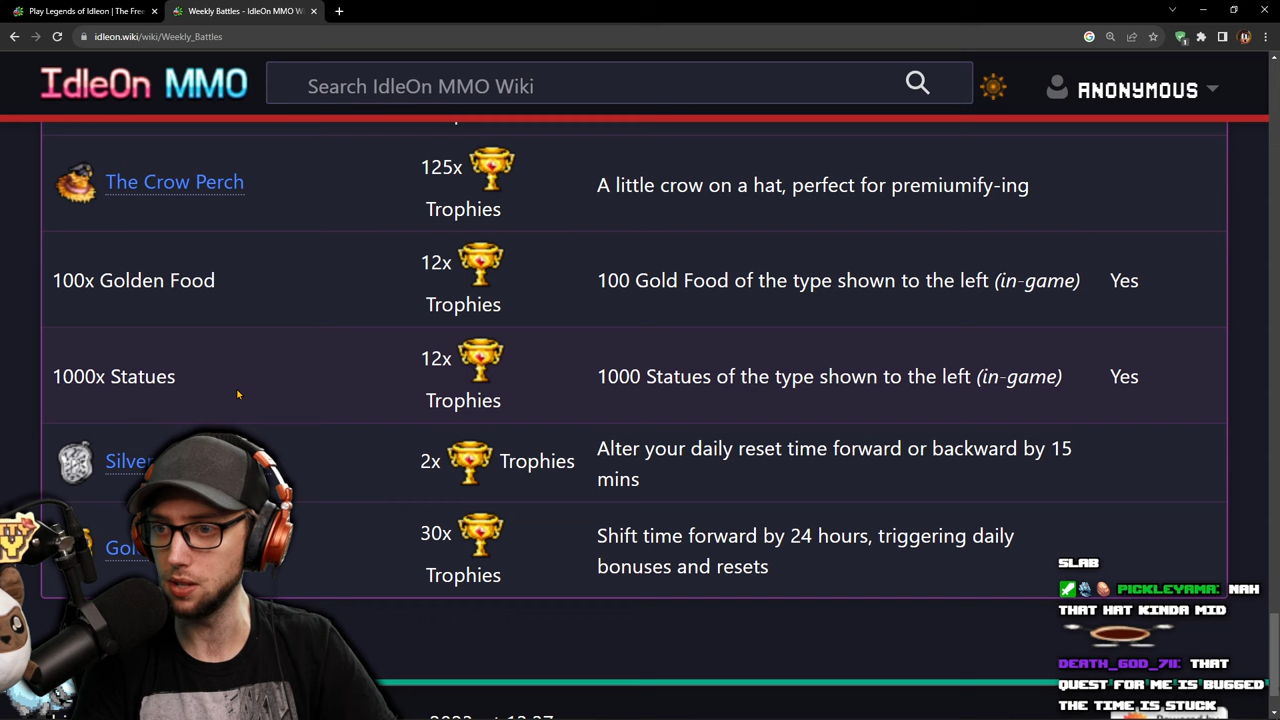 Play Legends of Idleon | The Free
Weekly Battles - IdleOn MMO W
idleon.wiki/wiki/Weekly_Battles
IdleOn MMO
Search IdleOn MMO Wiki
ANONYMOUS
The Crow Perch
125x
Trophies
A little crow on a hat, perfect for premiumify-ing
100x Golden Food
12x
Trophies
100 Gold Food of the type shown to the left (in-game)
Yes
1000x Statues
12x
Trophies
1000 Statues of the type shown to the left (in-game)
Yes
Silver
2x Trophies
Alter your daily reset time forward or backward by 15
mins
Gol
30x
Trophies
Shift time forward by 24 hours, triggering daily
bonuses and resets
SLAB
PICKLEYAMA: NAH
THAT HAT KINDA MID
DEATH_GOD_71: THAT
QUEST FOR ME IS BUGGED
THE TIME IS STUCK